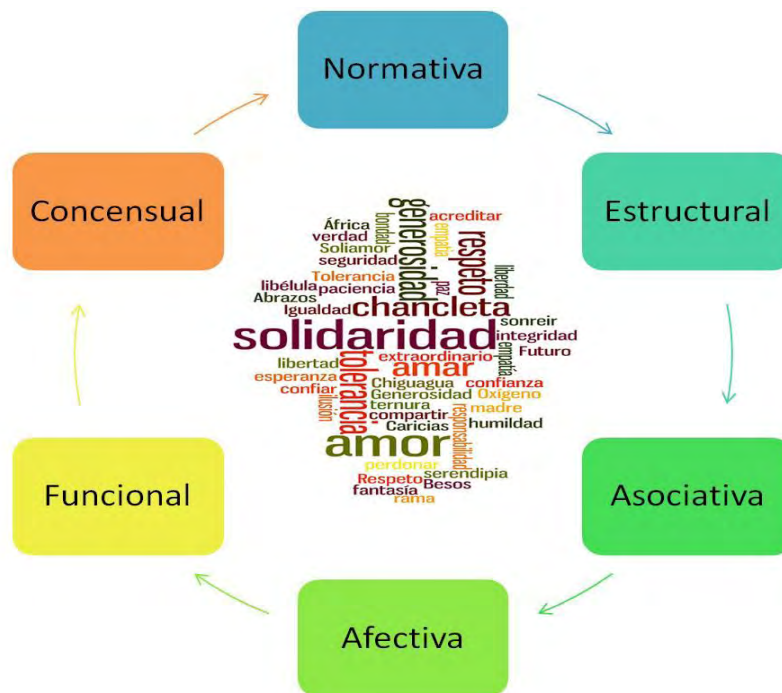 Normativa
Estructural
Asociativa
Afectiva
Funcional
Concensual
generosidad
bondad
acreditar
empatía
respeto
África
verdad
Soliamor
seguridad
Tolerancia
paz
libertad
libélula
paciencia
Abrazos
Igualdad
chancleta
sonreir
solidaridad
integridad
empatía
Futuro
libertad
tolerancia
extraordinario
amar
esperanza
confiar
ilusión
Chiguagua
confianza
Generosidad
Oxígeno
ternura
madre
compartir
responsabilidad
Caricias
humildad
amor
perdonar
serendipia
Respeto
Besos
fantasía
rama